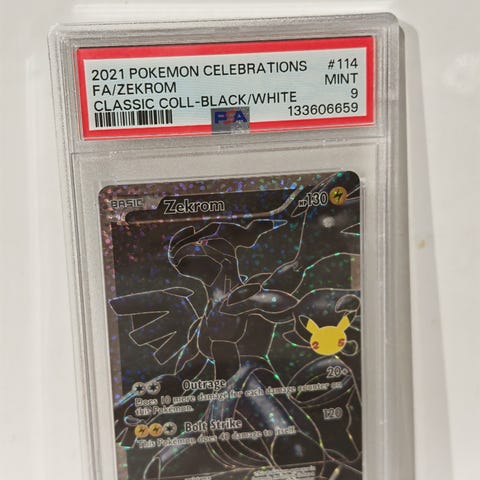 2021 POKEMON CELEBRATIONS #114
FA/ZEKROM MINT
CLASSIC COLL-BLACK/WHITE 9
PSA 133606659
BASIC Zekrom HP130
25
Outrage 20+
Does 10 more damage for each damage counter on
this Pokémon.
Bolt Strike 120
This Pokémon does 40 damage to itself.